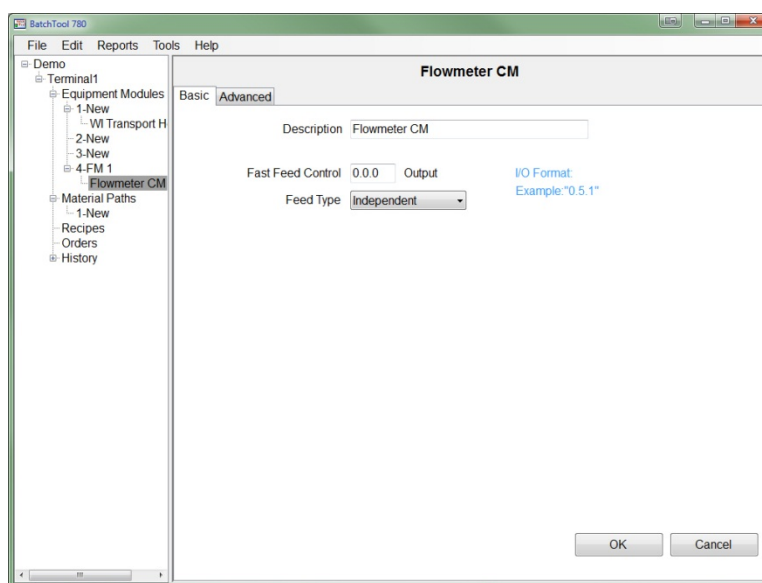 BatchTool 780
File Edit Reports Tools Help
Demo
Terminal1
Equipment Modules
1-New
WI Transport H
2-New
3-New
4-FM 1
Flowmeter CM
Material Paths
1-New
Recipes
Orders
History
Flowmeter CM
Basic Advanced
Description Flowmeter CM
Fast Feed Control 0.0.0 Output I/O Format:
Example:"0.5.1"
Feed Type Independent
OK Cancel